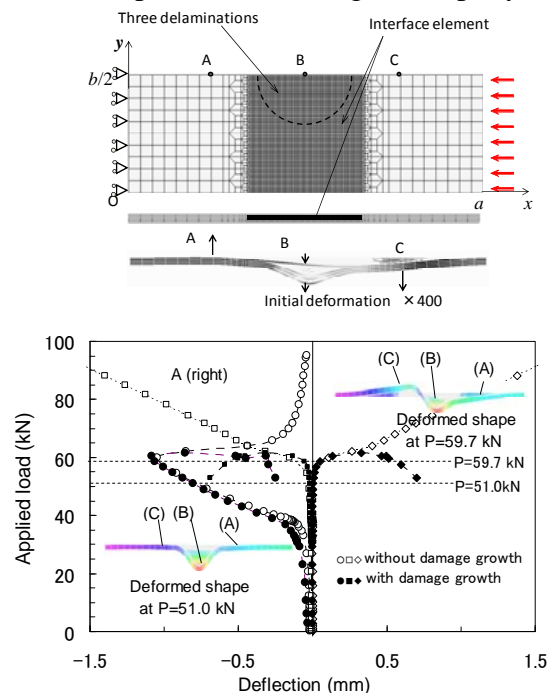 Three delaminations
Interface element
y
A
B
C
b/2
O
a
x
A
B
C
Initial deformation
×400
100
80
60
40
20
0
Applied load (kN)
A (right)
(C)
(B)
(A)
Deformed shape
at P=59.7 kN
P=59.7 kN
P=51.0kN
(C)
(B)
(A)
without damage growth
with damage growth
Deformed shape
at P=51.0 kN
−1.5
−0.5
0.5
1.5
Deflection (mm)